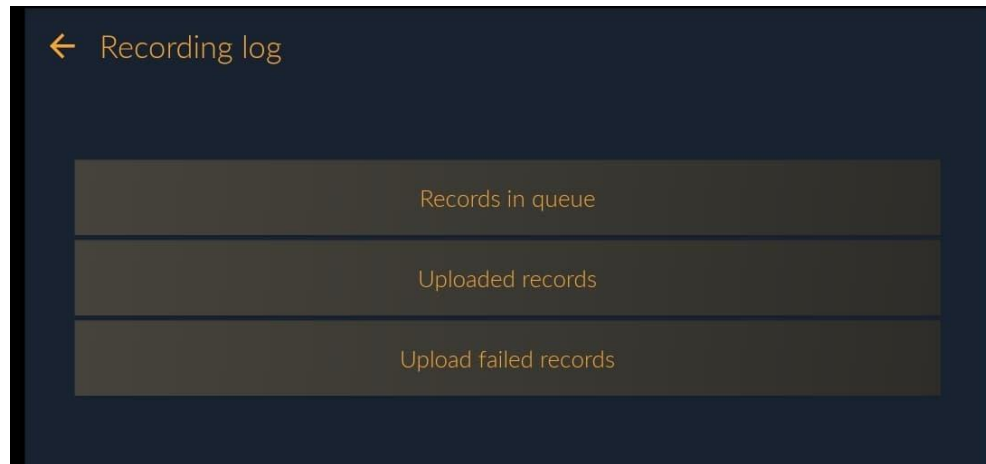 Recording log
Records in queue
Uploaded records
Upload failed records